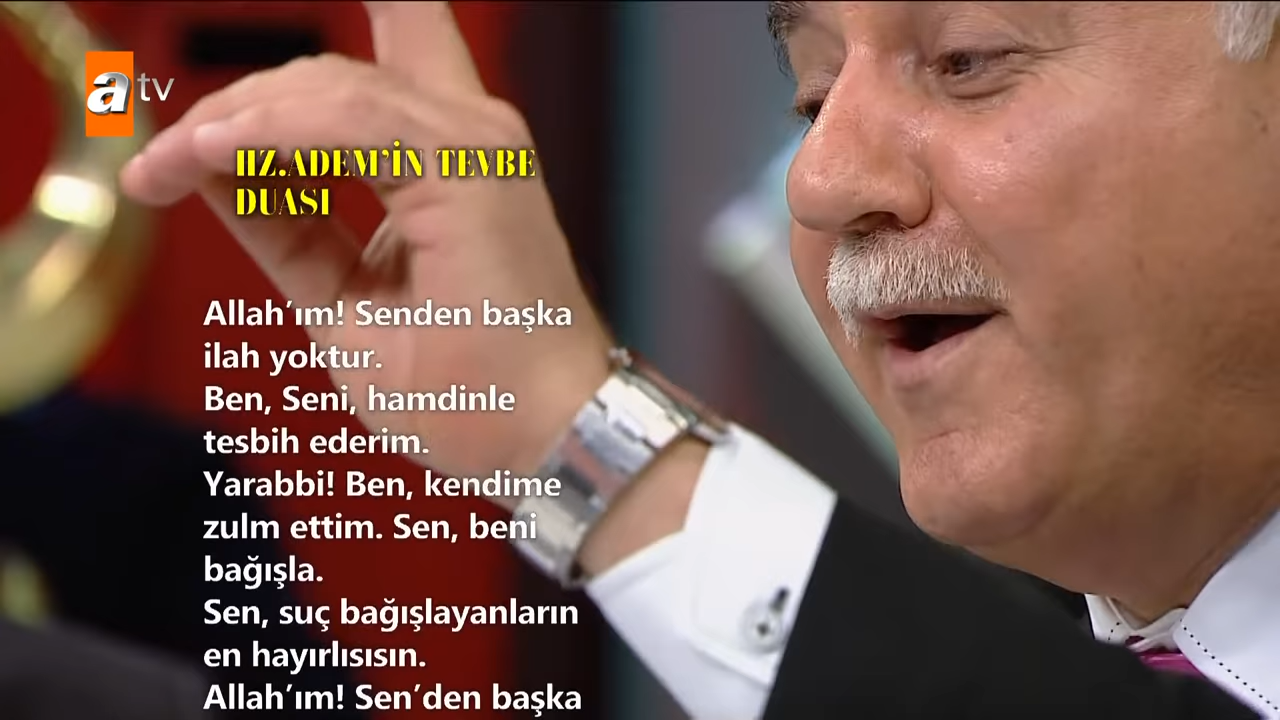 atv
HZ.ADEM'İN TEVBE
DUASI
Allah'ım! Senden başka
ilah yoktur.
Ben, Seni, hamdinle
tesbih ederim.
Yarabbi! Ben, kendime
zulm ettim. Sen, beni
bağışla.
Sen, suç bağışlayanların
en hayırlısısın.
Allah'ım! Sen'den başka